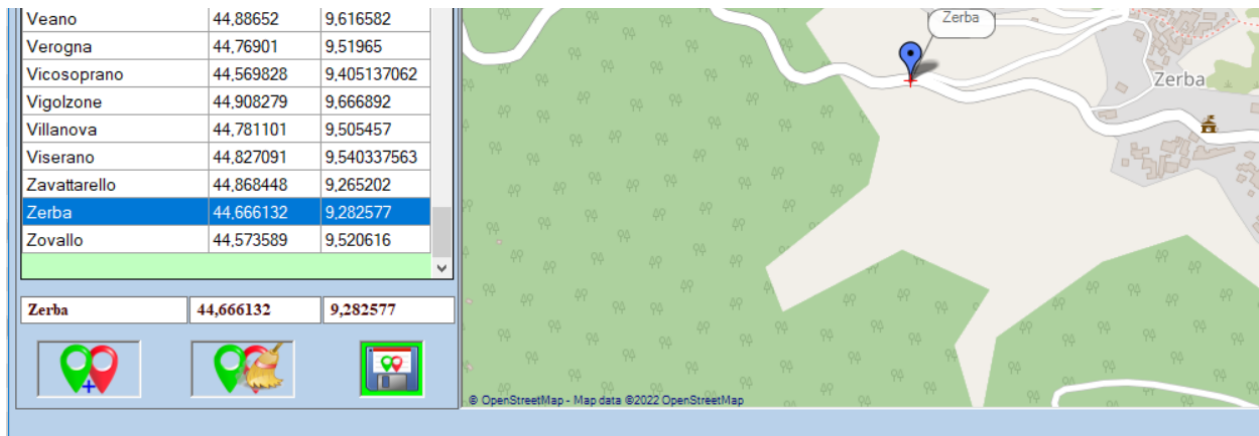 Veano 44,88652 9,616582
Verogna 44,76901 9,51965
Vicosoprano 44,569828 9,405137062
Vigolzone 44,908279 9,666892
Villanova 44,781101 9,505457
Viserano 44,827091 9,540337563
Zavattarello 44,868448 9,265202
Zerba 44,666132 9,282577
Zovallo 44,573589 9,520616
Zerba 44,666132 9,282577
Zerba
Zerba
© OpenStreetMap - Map data ©2022 OpenStreetMap